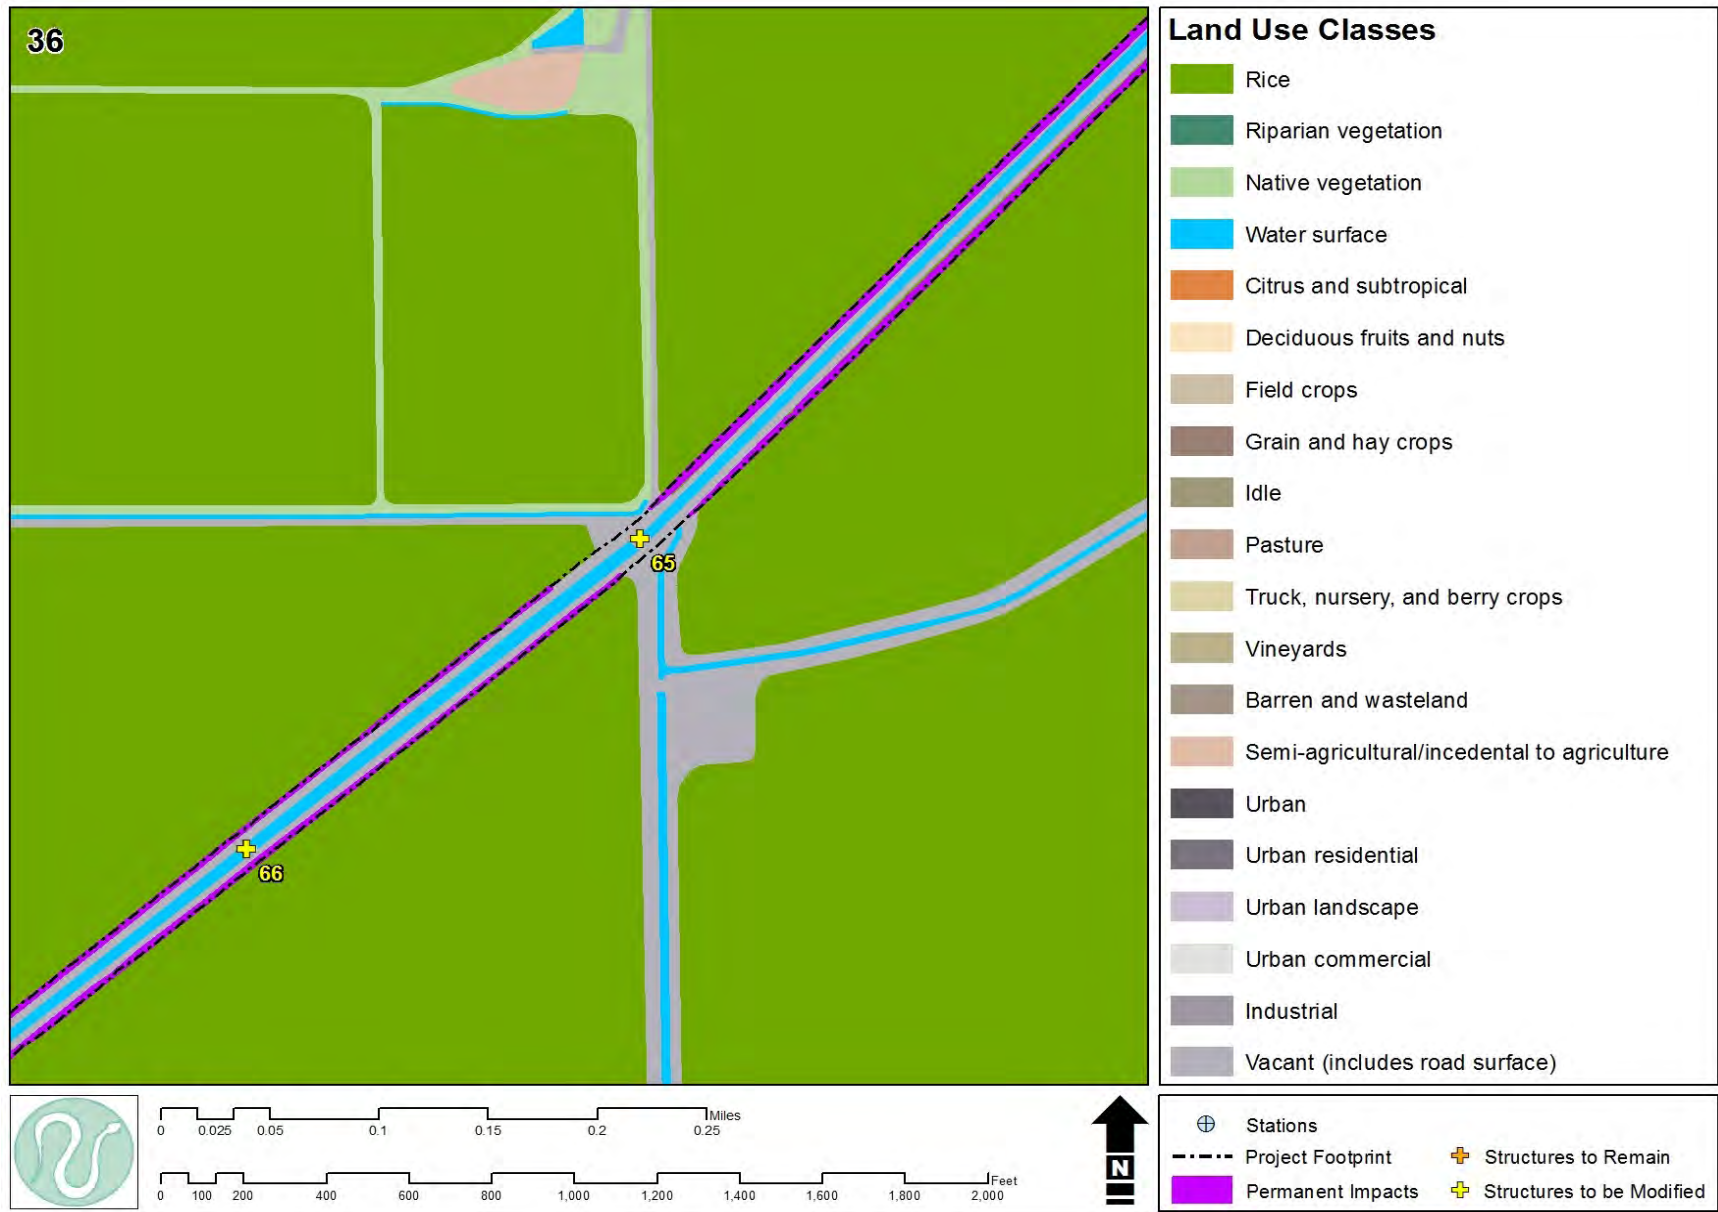 36
65
66
Land Use Classes
Rice
Riparian vegetation
Native vegetation
Water surface
Citrus and subtropical
Deciduous fruits and nuts
Field crops
Grain and hay crops
Idle
Pasture
Truck, nursery, and berry crops
Vineyards
Barren and wasteland
Semi-agricultural/incedental to agriculture
Urban
Urban residential
Urban landscape
Urban commercial
Industrial
Vacant (includes road surface)
Miles
0 0.025 0.05 0.1 0.15 0.2 0.25
Feet
0 100 200 400 600 800 1,000 1,200 1,400 1,600 1,800 2,000
N
Stations
Project Footprint
Structures to Remain
Permanent Impacts
Structures to be Modified